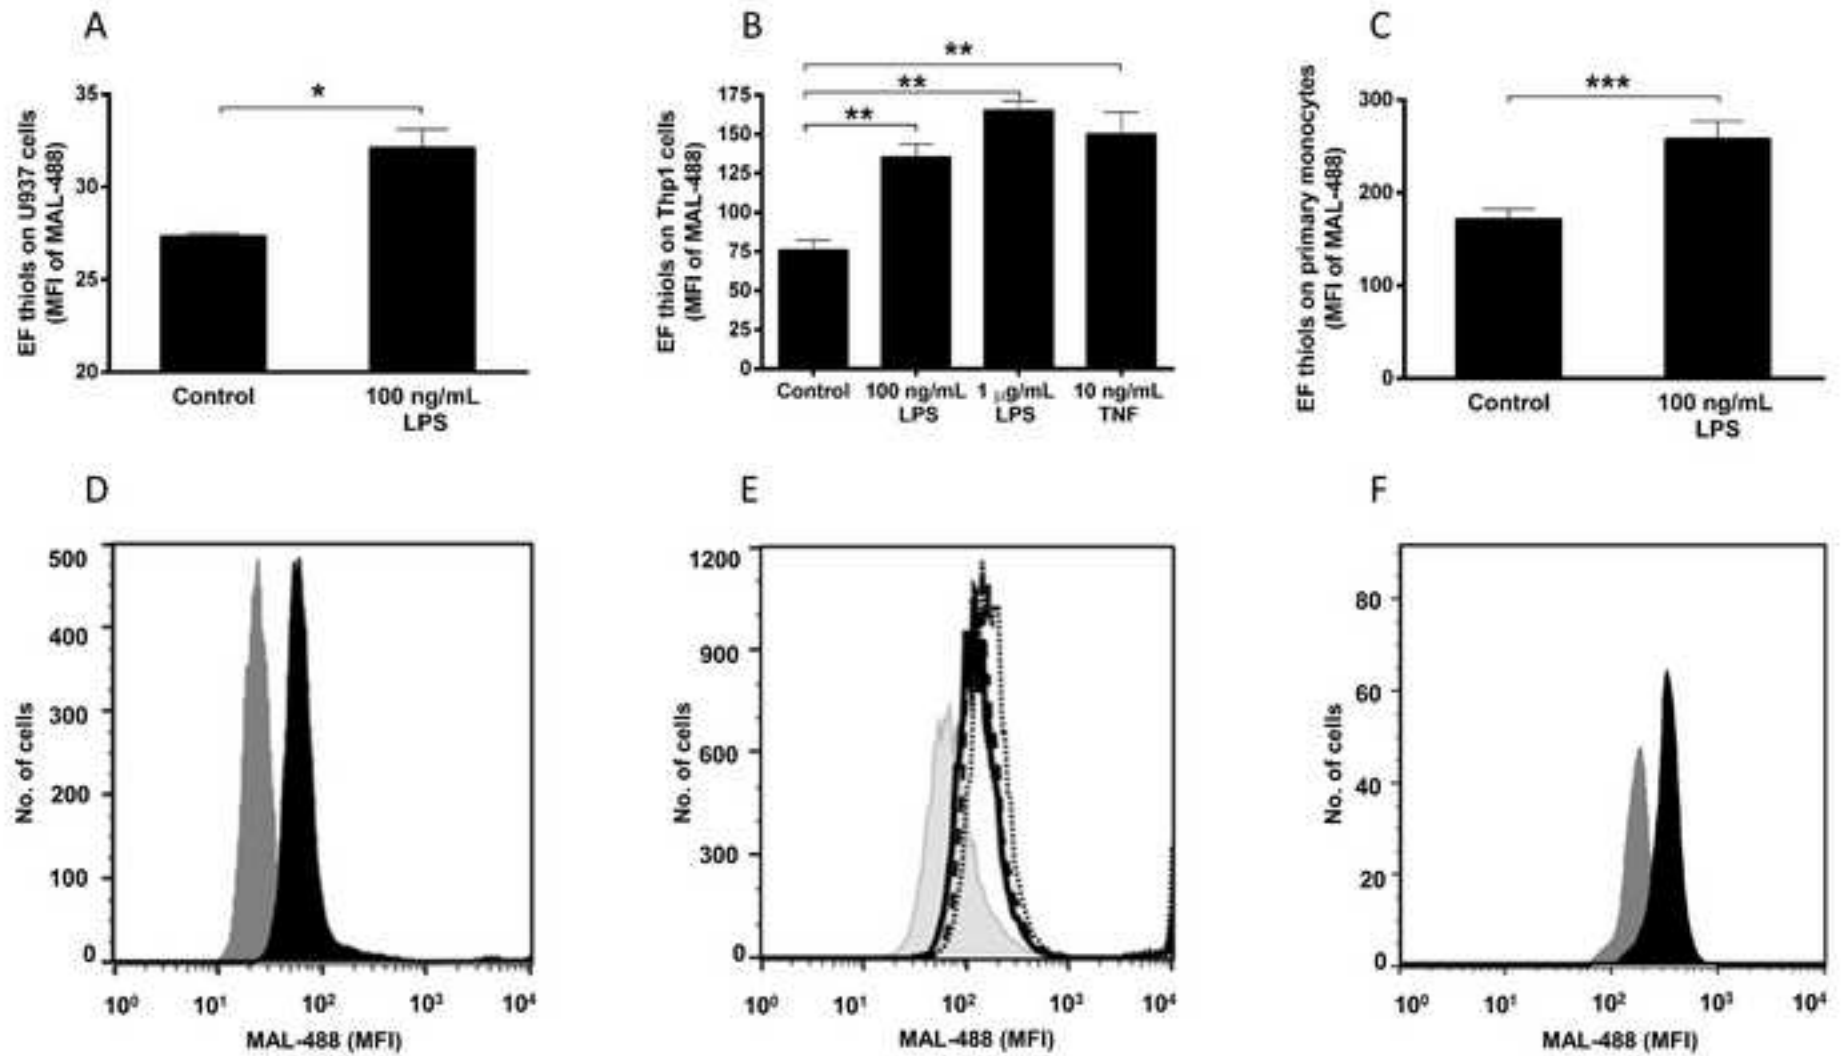 A
EF thiols on U937 cells
(MFI of MAL-488)
35
30
25
20
*
Control
100 ng/mL
LPS
B
EF thiols on Thp1 cells
(MFI of MAL-488)
175
150
125
100
75
50
25
0
**
**
**
Control
100 ng/mL
LPS
1 µg/mL
LPS
10 ng/mL
TNF
C
EF thiols on primary monocytes
(MFI of MAL-488)
300
200
100
0
***
Control
100 ng/mL
LPS
D
No. of cells
500
400
300
200
100
0
10⁰ 10¹ 10² 10³ 10⁴
MAL-488 (MFI)
E
No. of cells
1200
900
600
300
0
10⁰ 10¹ 10² 10³ 10⁴
MAL-488 (MFI)
F
No. of cells
80
60
40
20
0
10⁰ 10¹ 10² 10³ 10⁴
MAL-488 (MFI)